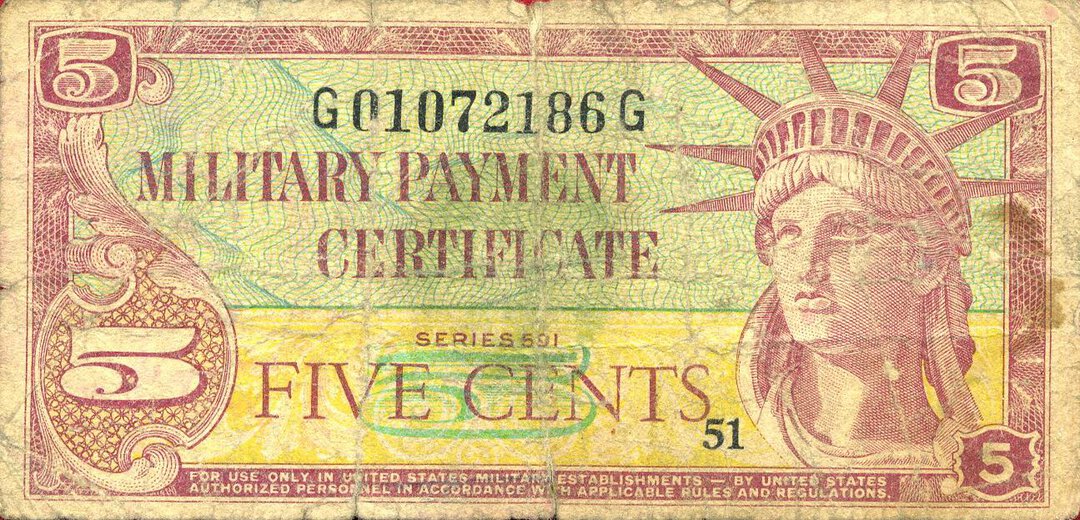 5 5
G01072186G
MILITARY PAYMENT
CERTIFICATE
SERIES 591
5
FIVE CENTS
51
5
FOR USE ONLY IN UNITED STATES MILITARY ESTABLISHMENTS — BY UNITED STATES
AUTHORIZED PERSONNEL IN ACCORDANCE WITH APPLICABLE RULES AND REGULATIONS.